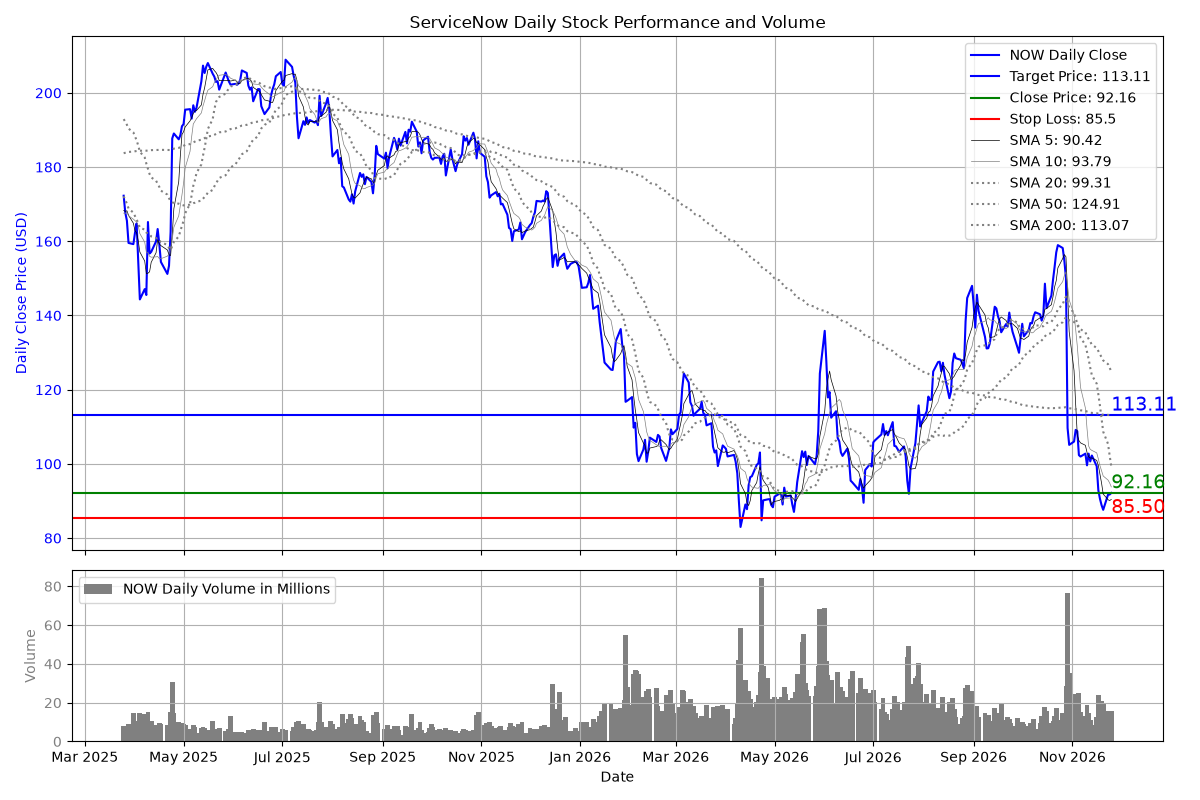 ServiceNow Daily Stock Performance and Volume
Daily Close Price (USD)
200
180
160
140
120
100
80
NOW Daily Close
Target Price: 113.11
Close Price: 92.16
Stop Loss: 85.5
SMA 5: 90.42
SMA 10: 93.79
SMA 20: 99.31
SMA 50: 124.91
SMA 200: 113.07
113.11
92.16
85.50
NOW Daily Volume in Millions
Volume
80
60
40
20
0
Mar 2025 May 2025 Jul 2025 Sep 2025 Nov 2025 Jan 2026 Mar 2026 May 2026 Jul 2026 Sep 2026 Nov 2026
Date